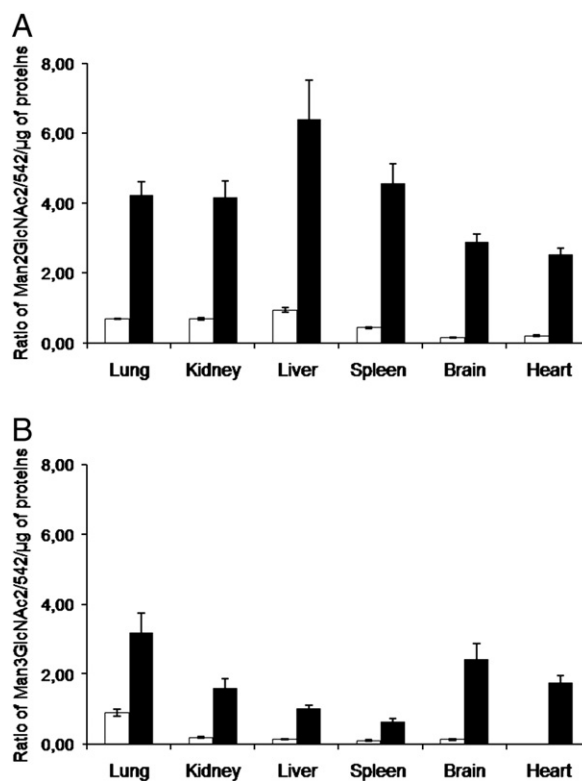 A
Ratio of Man2GlcNAc2/542/µg of proteins
8,00
6,00
4,00
2,00
0,00
Lung Kidney Liver Spleen Brain Heart
B
Ratio of Man3GlcNAc2/542/µg of proteins
8,00
6,00
4,00
2,00
0,00
Lung Kidney Liver Spleen Brain Heart